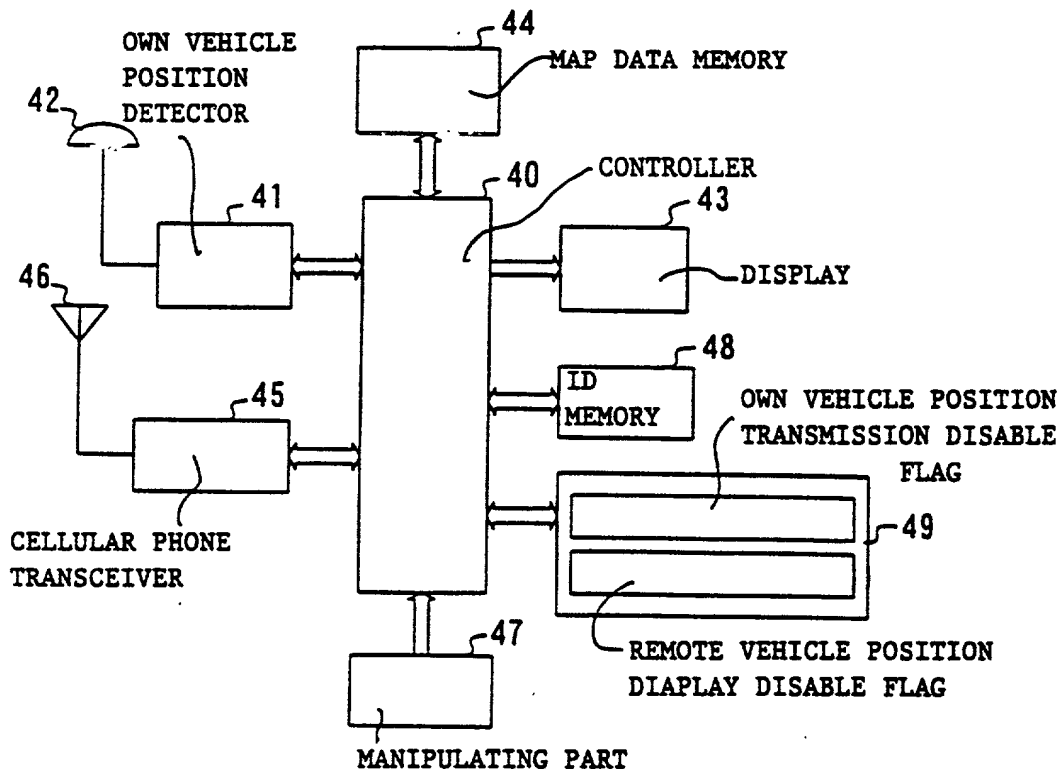 44
OWN VEHICLE
POSITION
DETECTOR
MAP DATA MEMORY
42
40
CONTROLLER
41
43
46
DISPLAY
48
ID
MEMORY
45
OWN VEHICLE POSITION
TRANSMISSION DISABLE
FLAG
49
CELLULAR PHONE
TRANSCEIVER
47
REMOTE VEHICLE POSITION
DIAPLAY DISABLE FLAG
MANIPULATING PART